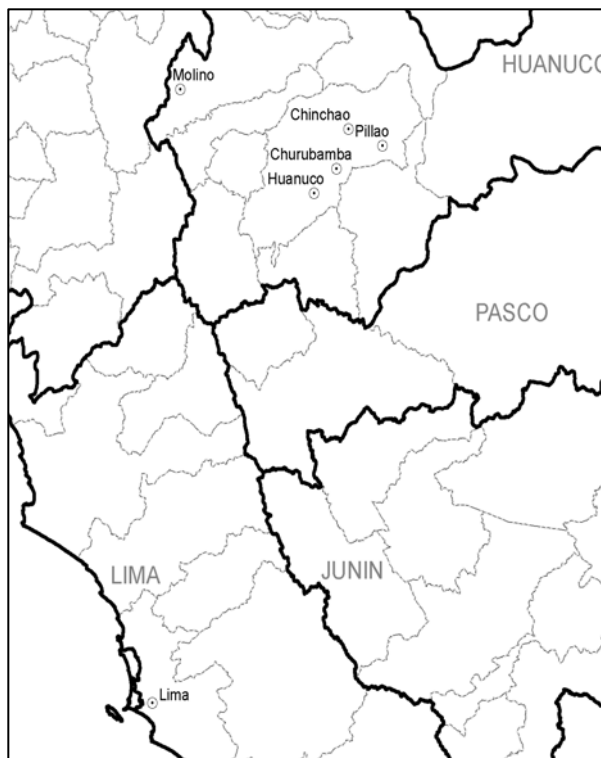 HUANUCO
Molino
Chinchao
Pillao
Churubamba
Huanuco
PASCO
LIMA
JUNIN
Lima